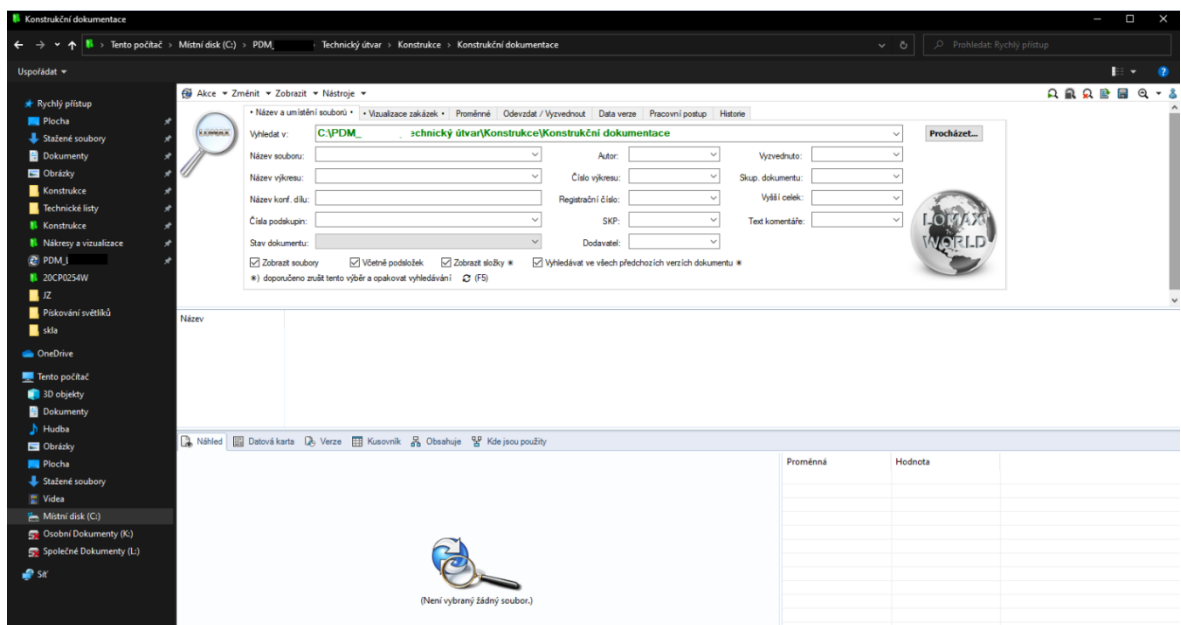 Konstrukční dokumentace
Tento počítač > Místní disk (C:) > PDM_ > Technický útvar > Konstrukce > Konstrukční dokumentace
Prohledat: Rychlý přístup
Uspořádat
Akce Změnit Zobrazit Nástroje
• Název a umístění souborů • • Vizualizace zakázek • Proměnné Odevzdat / Vyzvednout Data verze Pracovní postup Historie
LOMAX
Vyhledat v: C:\PDM_ echnický útvar\Konstrukce\Konstrukční dokumentace Procházet...
Název souboru: Autor: Vyzvednuto:
Název výkresu: Číslo výkresu: Skup. dokumentu:
Název konf. dílu: Registrační číslo: Vyšší celek:
Čísla podskupin: SKP: Text komentáře:
Stav dokumentu: Dodavatel:
LOMAX
WORLD
Zobrazit soubory Včetně podsložek Zobrazit složky * Vyhledávat ve všech předchozích verzích dokumentu *
*) doporučeno zrušit tento výběr a opakovat vyhledávání (F5)
Rychlý přístup
Plocha
Stažené soubory
Dokumenty
Obrázky
Konstrukce
Technické listy
Konstrukce
Nákresy a vizualizace
20CP0254W
JZ
Pískování světlíků
skla
OneDrive
Tento počítač
3D objekty
Dokumenty
Hudba
Obrázky
Plocha
Stažené soubory
Videa
Místní disk (C:)
Osobní Dokumenty (K:)
Společné Dokumenty (L:)
Síť
Název
Náhled Datová karta Verze Kusovník Obsahuje Kde jsou použity
Proměnná Hodnota
(Není vybraný žádný soubor.)